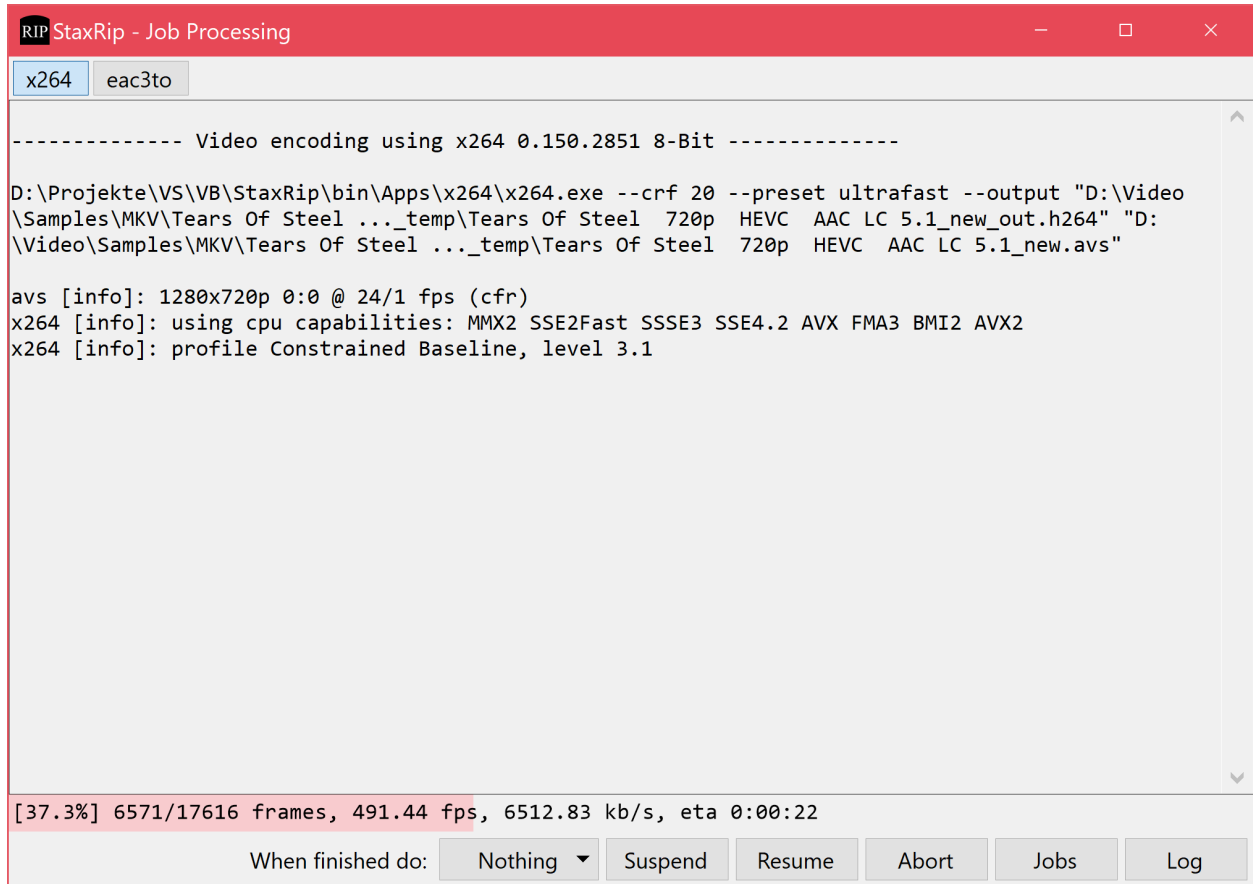 RIP StaxRip - Job Processing
x264 eac3to
-------------- Video encoding using x264 0.150.2851 8-Bit --------------
D:\Projekte\VS\VB\StaxRip\bin\Apps\x264\x264.exe --crf 20 --preset ultrafast --output "D:\Video
\Samples\MKV\Tears Of Steel ..._temp\Tears Of Steel  720p  HEVC  AAC LC 5.1_new_out.h264" "D:
\Video\Samples\MKV\Tears Of Steel ..._temp\Tears Of Steel  720p  HEVC  AAC LC 5.1_new.avs"
avs [info]: 1280x720p 0:0 @ 24/1 fps (cfr)
x264 [info]: using cpu capabilities: MMX2 SSE2Fast SSSE3 SSE4.2 AVX FMA3 BMI2 AVX2
x264 [info]: profile Constrained Baseline, level 3.1
[37.3%] 6571/17616 frames, 491.44 fps, 6512.83 kb/s, eta 0:00:22
When finished do: Nothing Suspend Resume Abort Jobs Log